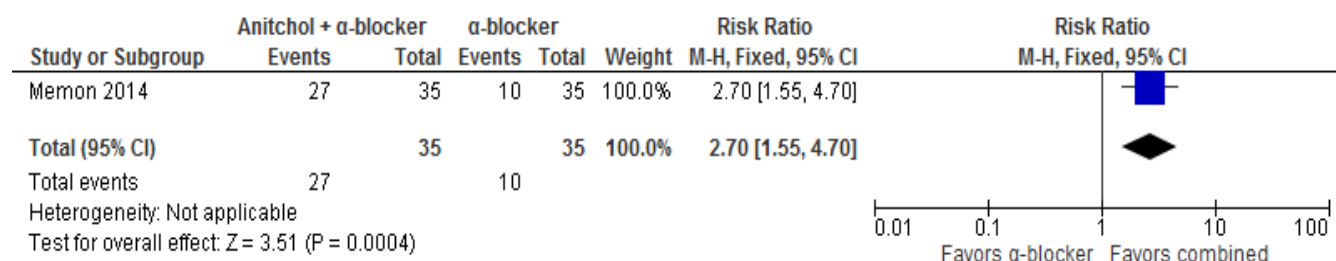 Anitchol + α-blocker α-blocker Risk Ratio Risk Ratio
Study or Subgroup Events Total Events Total Weight M-H, Fixed, 95% CI M-H, Fixed, 95% CI
Memon 2014 27 35 10 35 100.0% 2.70 [1.55, 4.70]
Total (95% CI) 35 35 100.0% 2.70 [1.55, 4.70]
Total events 27 10
Heterogeneity: Not applicable
Test for overall effect: Z = 3.51 (P = 0.0004)
0.01 0.1 1 10 100
Favors α-blocker Favors combined